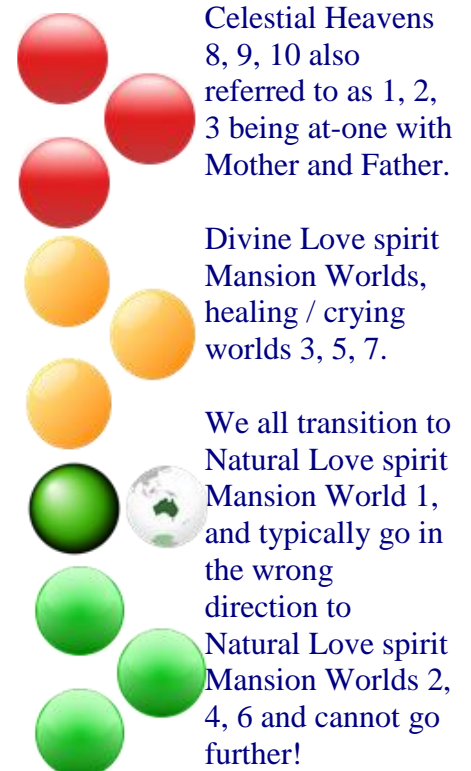 Celestial Heavens
8, 9, 10 also
referred to as 1, 2,
3 being at-one with
Mother and Father.
Divine Love spirit
Mansion Worlds,
healing / crying
worlds 3, 5, 7.
We all transition to
Natural Love spirit
Mansion World 1,
and typically go in
the wrong
direction to
Natural Love spirit
Mansion Worlds 2,
4, 6 and cannot go
further!